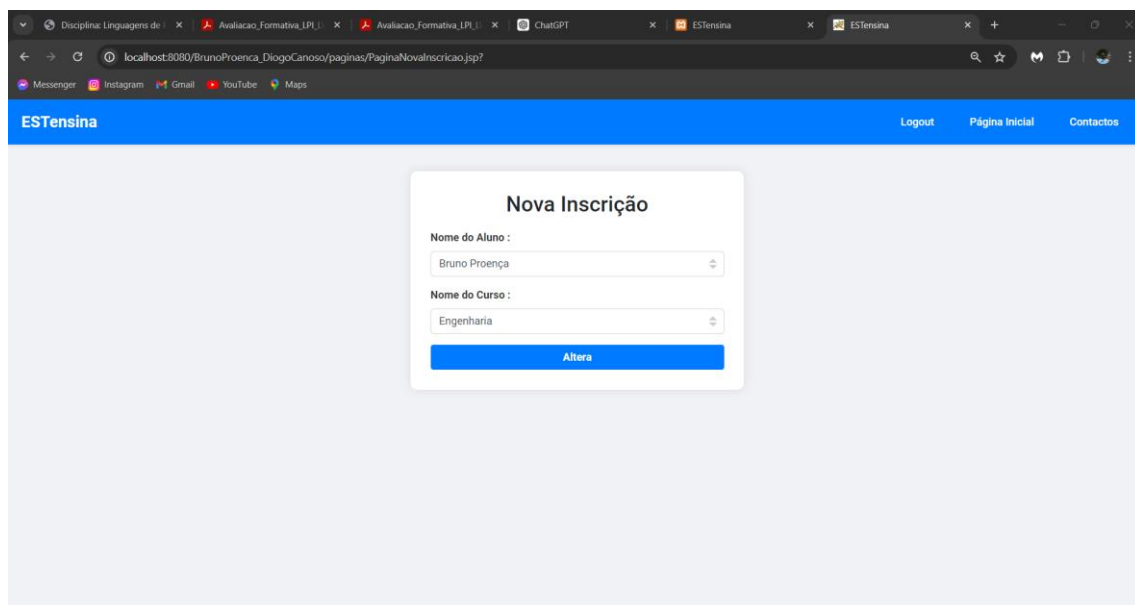 Disciplina: Linguagens de
Avaliacao_Formativa_LPI_
Avaliacao_Formativa_LPI_
ChatGPT
ESTensina
ESTensina
localhost:8080/BrunoProenca_DiogoCanoso/paginas/PaginaNovaInscricao.jsp?
Messenger
Instagram
Gmail
YouTube
Maps
ESTensina
Logout
Página Inicial
Contactos
Nova Inscrição
Nome do Aluno :
Bruno Proença
Nome do Curso :
Engenharia
Altera